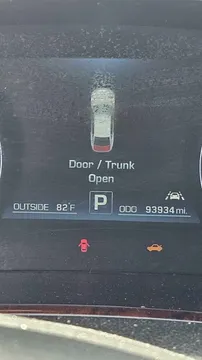 Door / Trunk
Open
OUTSIDE 82°F P ODO 93934 mi.